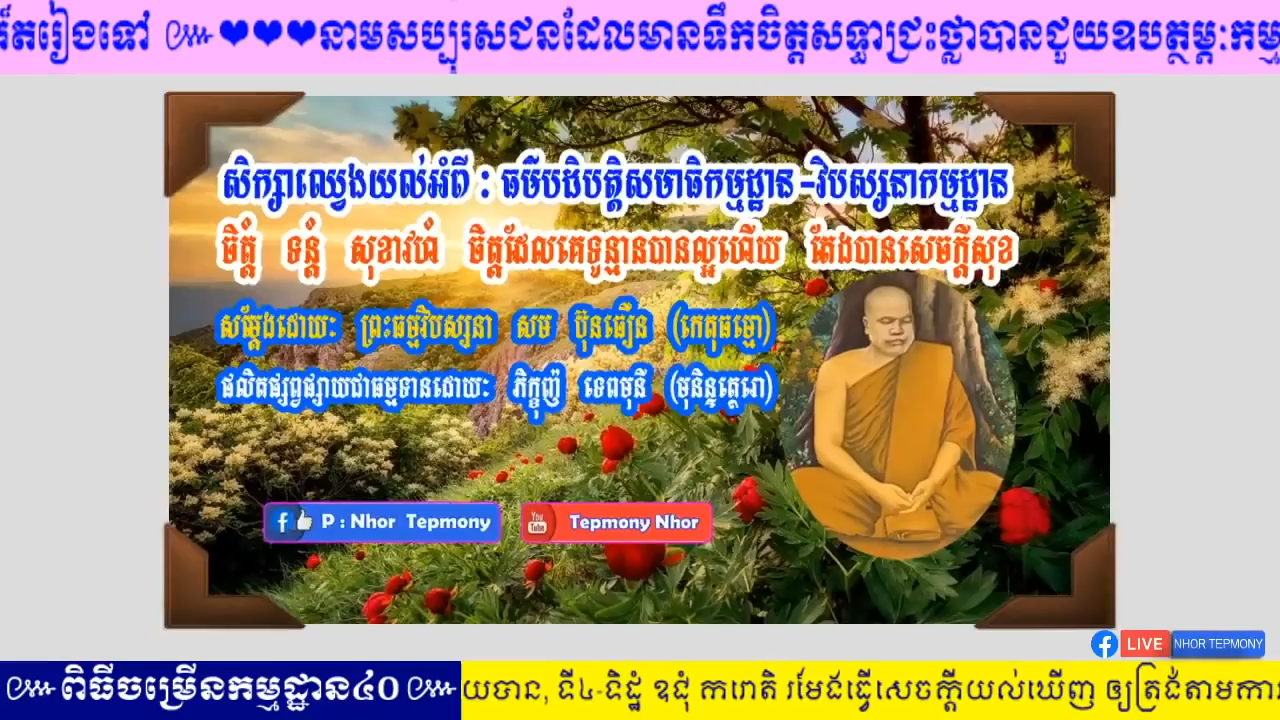 រ៉ែតរៀងទៅ ❤❤❤នាមសប្បុរសជនដែលមានទឹកចិត្តសទ្ធាជ្រះថ្លាបានជួយឧបត្ថម្ភៈកម្ម
សិក្សាឈ្វេងយល់អំពី : ធម៌បដិបត្តិសមាធិកម្មដ្ឋាន -វិបស្សនាកម្មដ្ឋាន
ចិត្តំ ទន្តំ សុខាវហំ ចិត្តដែលគេទូន្មានបានល្អហើយ តែងបានសេចក្ដីសុខ
សម្ដែងដោយៈ ព្រះធម្មវិបស្សនា សម ប៊ុនធឿន (កេតុធម្មោ)
ផលិតផ្សព្វផ្សាយជាធម្មទានដោយៈ ភិក្ខុញ៉ ទេពមុនី (មុនិន្ទត្ថេរោ)
P : Nhor Tepmony
You Tube Tepmony Nhor
LIVE NHOR TEPMONY
ពិធីចម្រើនកម្មដ្ឋាន៤០
យចាន, ទី៤-ទិដ្ឋំ ឧជុំ ករោតិ រមែងធ្វើសេចក្ដីយល់ឃើញ ឲ្យត្រង់តាមការ